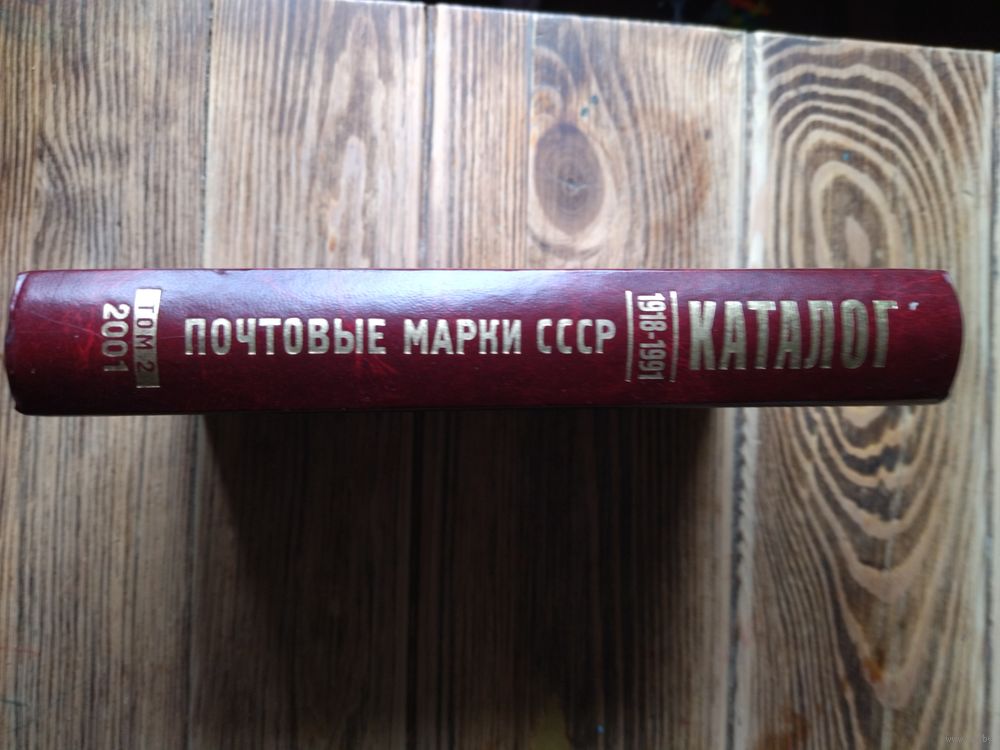 КАТАЛОГ
1918-1991
ПОЧТОВЫЕ МАРКИ СССР
ТОМ 2
2001